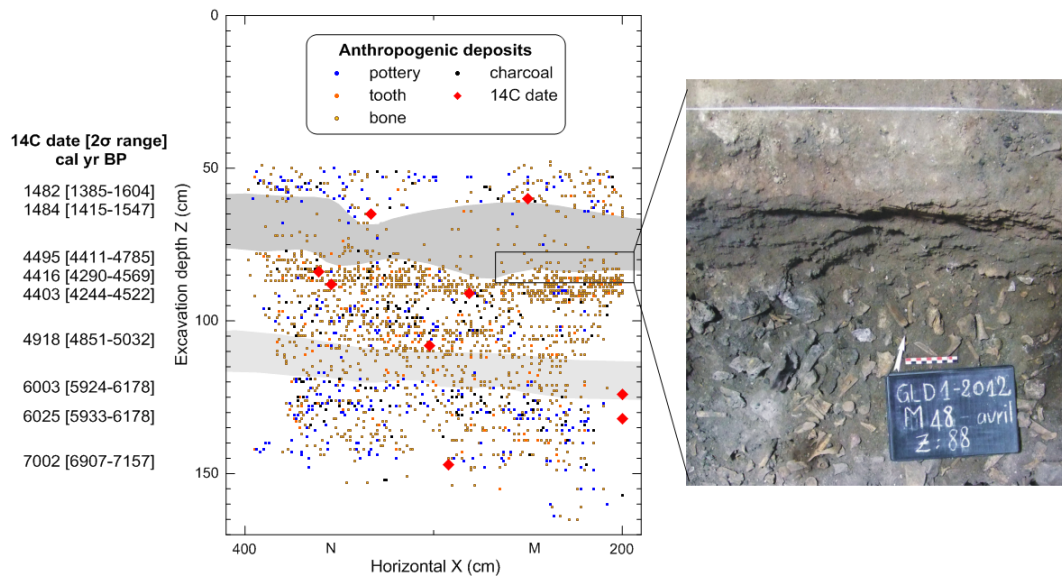 14C date [2σ range]
cal yr BP
1482 [1385-1604]
1484 [1415-1547]
4495 [4411-4785]
4416 [4290-4569]
4403 [4244-4522]
4918 [4851-5032]
6003 [5924-6178]
6025 [5933-6178]
7002 [6907-7157]
Excavation depth Z (cm)
0
50
100
150
Anthropogenic deposits
pottery
charcoal
tooth
14C date
bone
400
N
M
200
Horizontal X (cm)
GLD1-2012
M48 avril
Z: 88